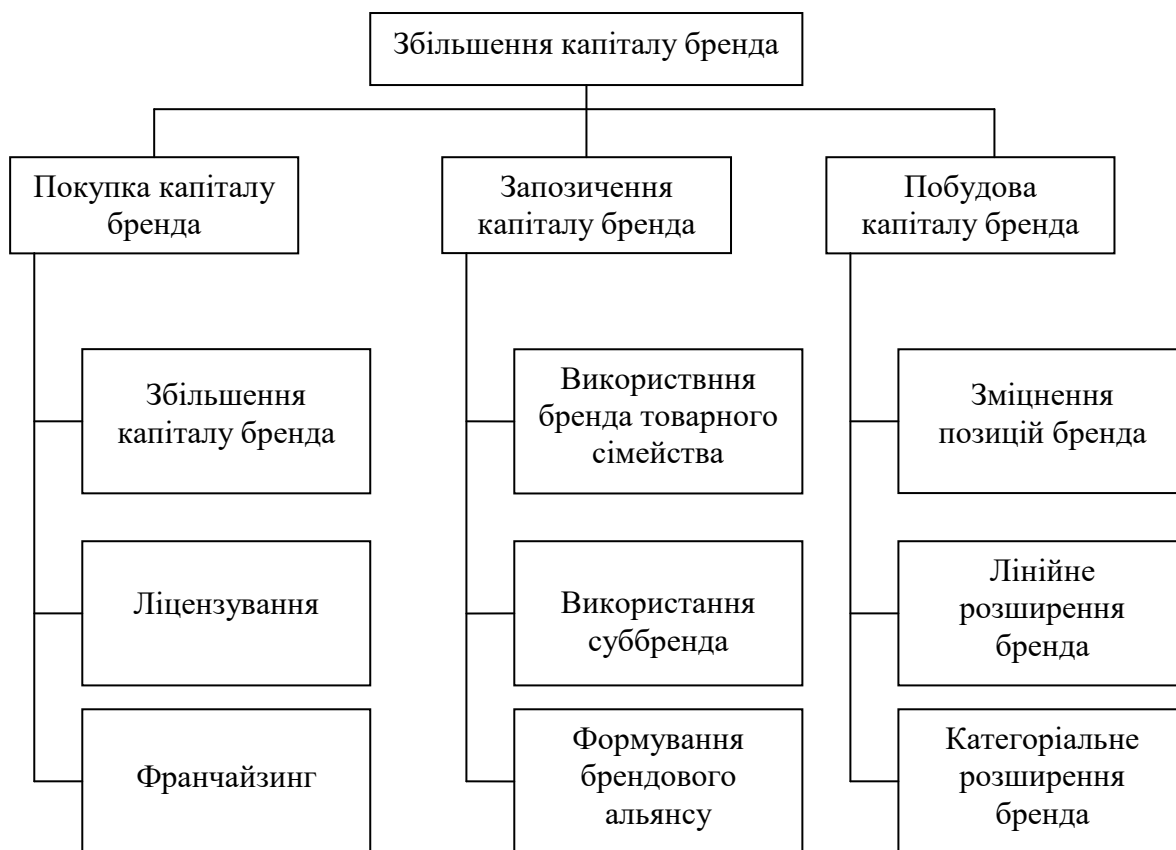 Збільшення капіталу бренда
Покупка капіталу
бренда
Запозичення
капіталу бренда
Побудова
капіталу бренда
Збільшення
капіталу бренда
Використвння
бренда товарного
сімейства
Зміцнення
позицій бренда
Ліцензування
Використання
суббренда
Лінійне
розширення
бренда
Франчайзинг
Формування
брендового
альянсу
Категоріальне
розширення
бренда